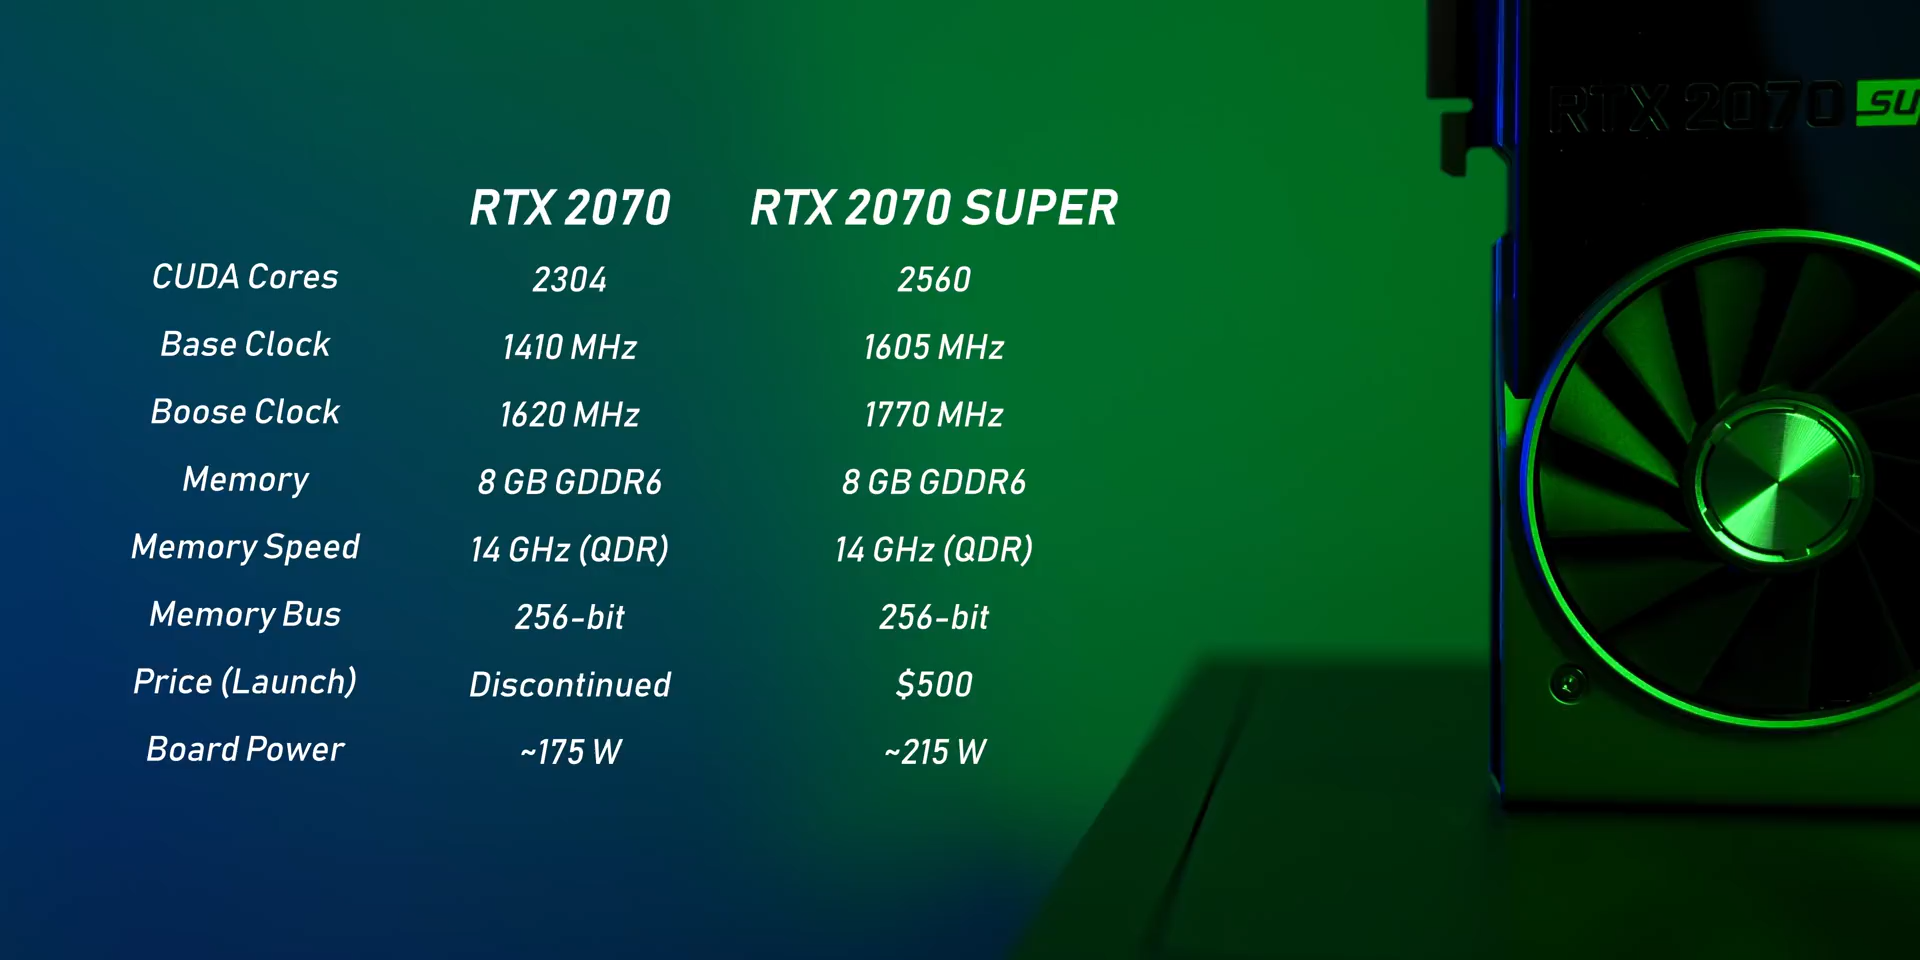 RTX 2070 SU
RTX 2070 RTX 2070 SUPER
CUDA Cores 2304 2560
Base Clock 1410 MHz 1605 MHz
Boose Clock 1620 MHz 1770 MHz
Memory 8 GB GDDR6 8 GB GDDR6
Memory Speed 14 GHz (QDR) 14 GHz (QDR)
Memory Bus 256-bit 256-bit
Price (Launch) Discontinued $500
Board Power ~175 W ~215 W